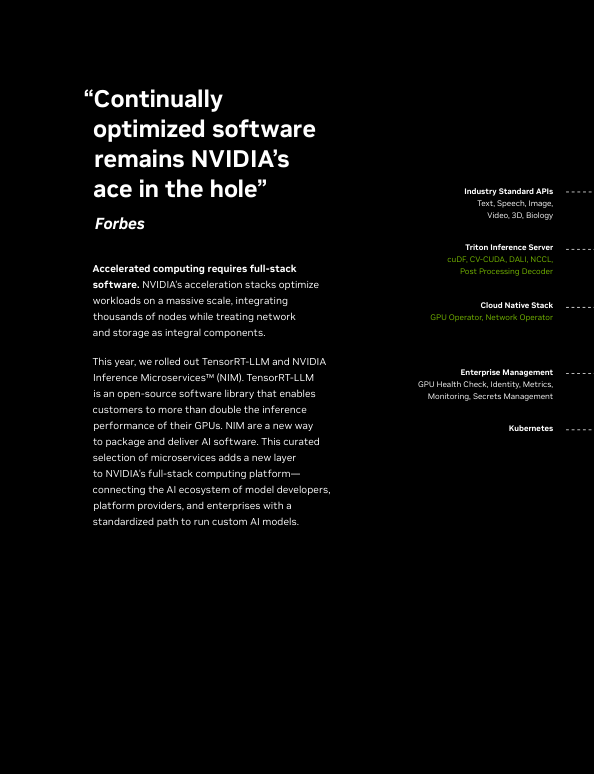 “Continually
optimized software
remains NVIDIA’s
ace in the hole”
Forbes
Accelerated computing requires full-stack
software. NVIDIA’s acceleration stacks optimize
workloads on a massive scale, integrating
thousands of nodes while treating network
and storage as integral components.
This year, we rolled out TensorRT-LLM and NVIDIA
Inference Microservices™ (NIM). TensorRT-LLM
is an open-source software library that enables
customers to more than double the inference
performance of their GPUs. NIM are a new way
to package and deliver AI software. This curated
selection of microservices adds a new layer
to NVIDIA’s full-stack computing platform—
connecting the AI ecosystem of model developers,
platform providers, and enterprises with a
standardized path to run custom AI models.
Industry Standard APIs
Text, Speech, Image,
Video, 3D, Biology
Triton Inference Server
cuDF, CV-CUDA, DALI, NCCL,
Post Processing Decoder
Cloud Native Stack
GPU Operator, Network Operator
Enterprise Management
GPU Health Check, Identity, Metrics,
Monitoring, Secrets Management
Kubernetes